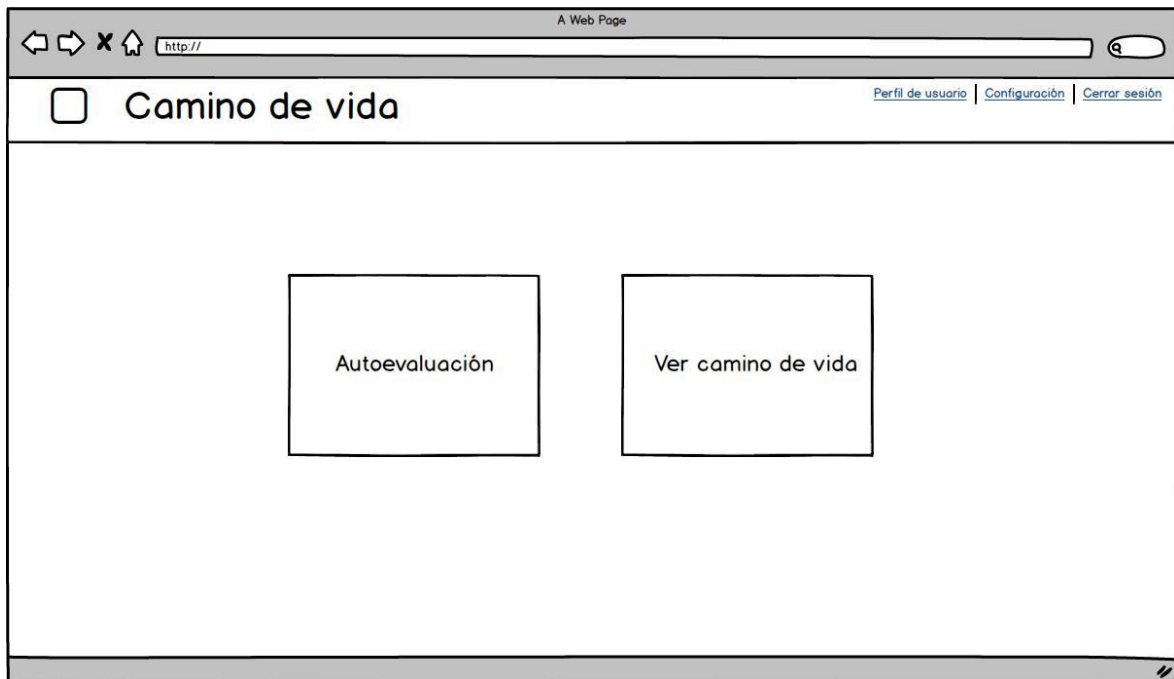 A Web Page
http://
Camino de vida
Perfil de usuario | Configuración | Cerrar sesión
Autoevaluación
Ver camino de vida